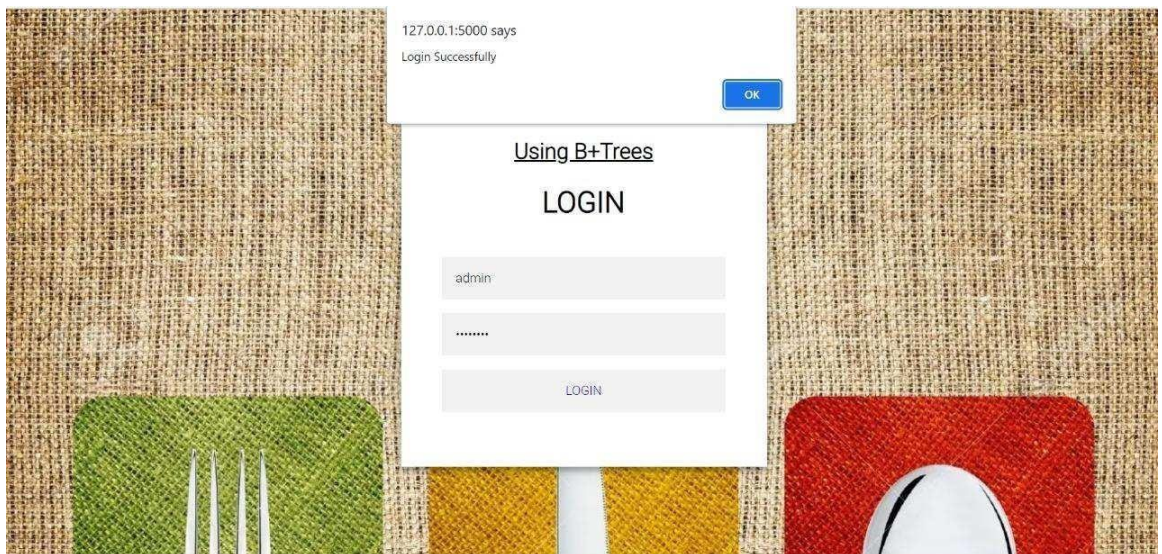 127.0.0.1:5000 says
Login Successfully
OK
Using B+Trees
LOGIN
admin
••••••••
LOGIN